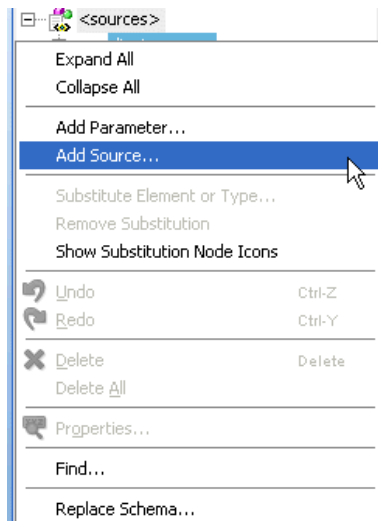 <sources>
Expand All
Collapse All
Add Parameter...
Add Source...
Substitute Element or Type...
Remove Substitution
Show Substitution Node Icons
Undo Ctrl-Z
Redo Ctrl-Y
Delete Delete
Delete All
Properties...
Find...
Replace Schema...